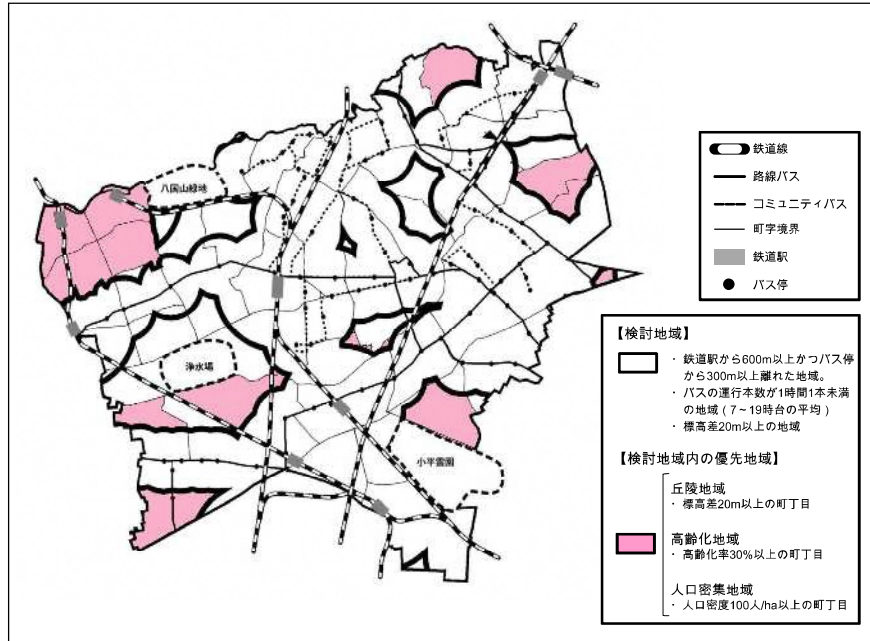 八国山緑地
浄水場
小平霊園
鉄道線
路線バス
コミュニティバス
町字境界
鉄道駅
バス停
【検討地域】
・ 鉄道駅から600m以上かつバス停
から300m以上離れた地域。
・ バスの運行本数が1時間1本未満
の地域（7～19時台の平均）
・ 標高差20m以上の地域
【検討地域内の優先地域】
丘陵地域
・ 標高差20m以上の町丁目
高齢化地域
・ 高齢化率30%以上の町丁目
人口密集地域
・ 人口密度100人/ha以上の町丁目